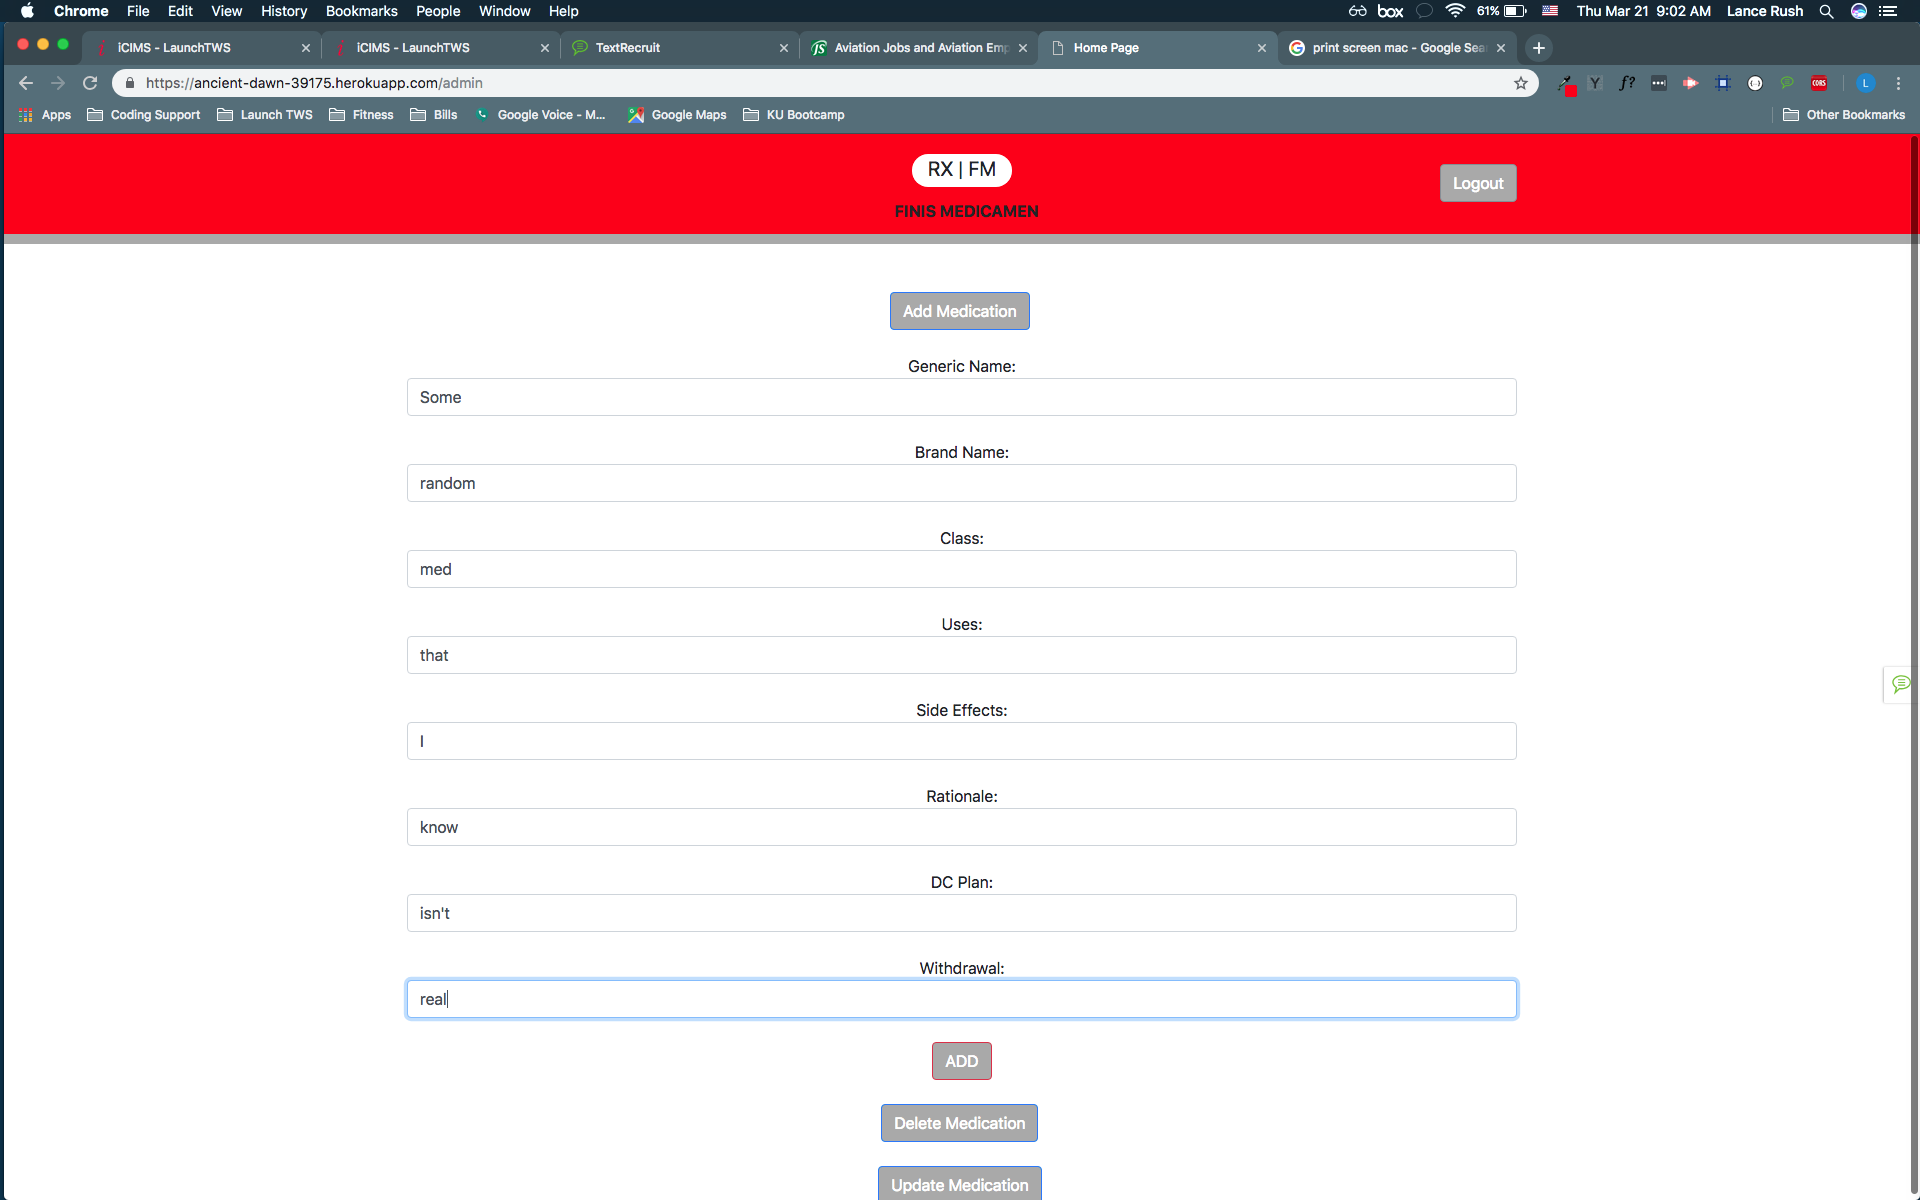 Chrome File Edit View History Bookmarks People Window Help box 61% Thu Mar 21 9:02 AM Lance Rush
iCIMS - LaunchTWS iCIMS - LaunchTWS TextRecruit Aviation Jobs and Aviation Emp Home Page print screen mac - Google Sea
https://ancient-dawn-39175.herokuapp.com/admin Y f? CORS L
Apps Coding Support Launch TWS Fitness Bills Google Voice - M... Google Maps KU Bootcamp Other Bookmarks
RX | FM
Logout
FINIS MEDICAMEN
Add Medication
Generic Name:
Some
Brand Name:
random
Class:
med
Uses:
that
Side Effects:
I
Rationale:
know
DC Plan:
isn't
Withdrawal:
real
ADD
Delete Medication
Update Medication